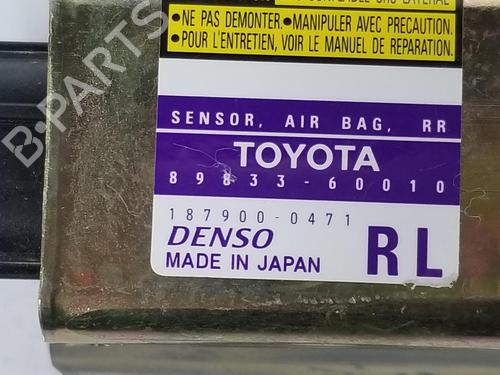 • NE PAS DEMONTER. • MANIPULER AVEC PRECAUTION.
• POUR L'ENTRETIEN, VOIR LE MANUEL DE REPARATION.
SENSOR, AIR BAG, RR
TOYOTA
89833-60010
187900-0471
DENSO
MADE IN JAPAN
RL
B-PARTS